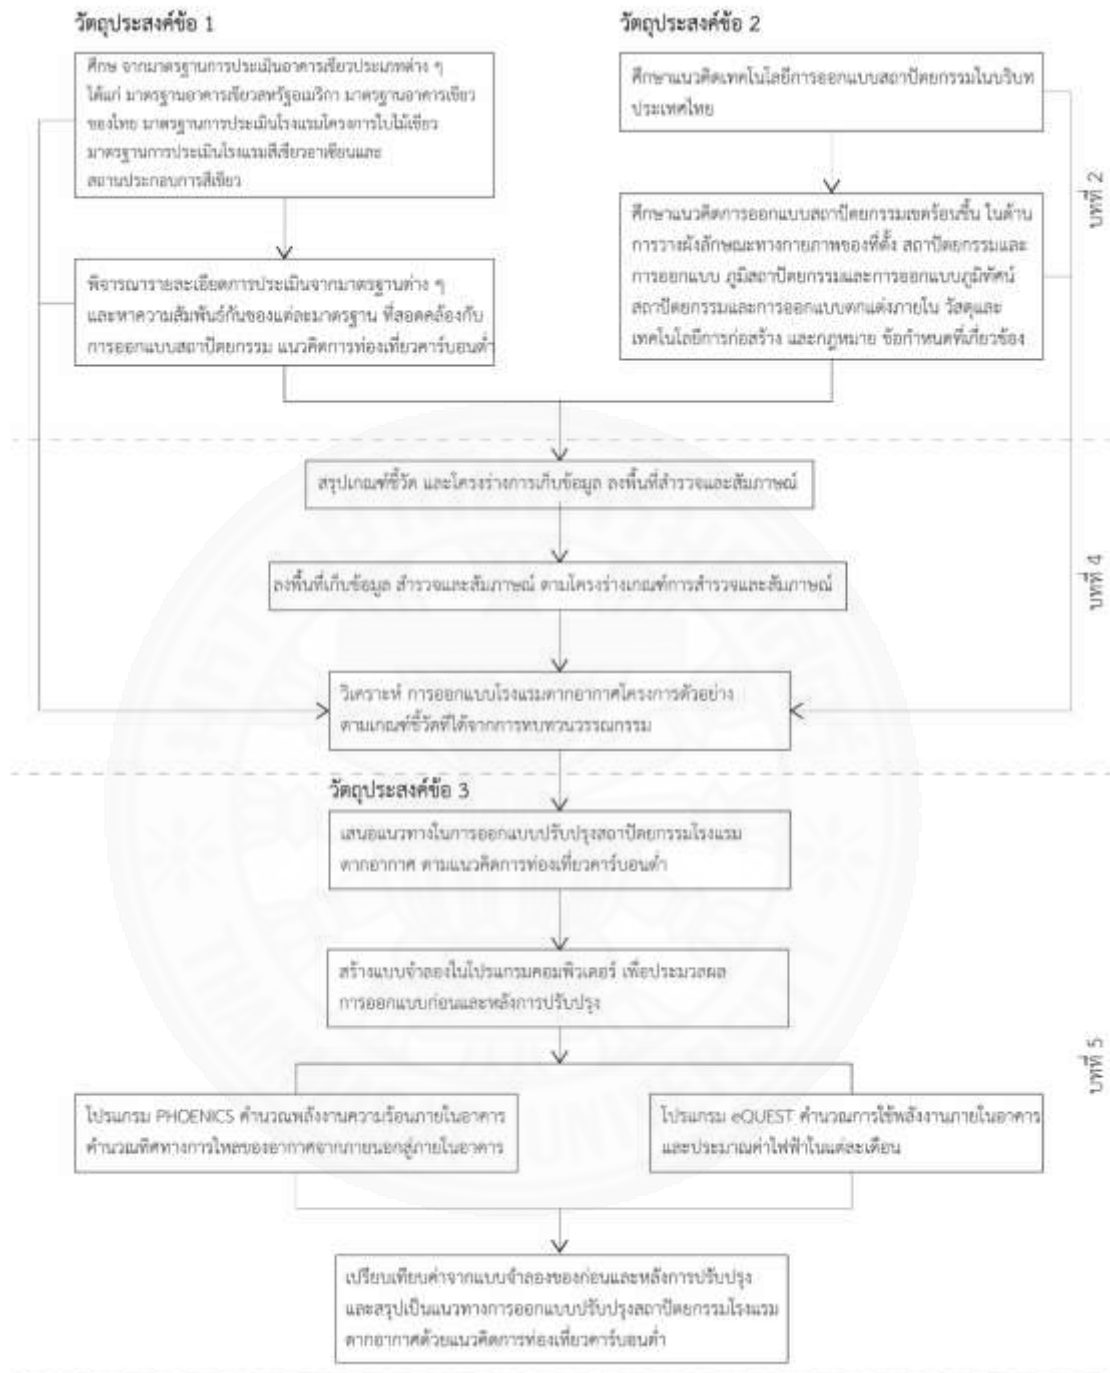 วัตถุประสงค์ข้อ 1
ศึกษ จากมาตรฐานการประเมินอาคารเขียวประเภทต่าง ๆ
ได้แก่ มาตรฐานอาคารเขียวสหรัฐอเมริกา มาตรฐานอาคารเขียว
ของไทย มาตรฐานการประเมินโรงแรมโครงการใบไม้เขียว
มาตรฐานการประเมินโรงแรมสีเขียวอาเซียนและ
สถานประกอบการสีเขียว
พิจารณารายละเอียดการประเมินจากมาตรฐานต่าง ๆ
และหาความสัมพันธ์กันของแต่ละมาตรฐาน ที่สอดคล้องกับ
การออกแบบสถาปัตยกรรม แนวคิดการท่องเที่ยวคาร์บอนต่ำ
วัตถุประสงค์ข้อ 2
ศึกษาแนวคิดเทคโนโลยีการออกแบบสถาปัตยกรรมในบริบท
ประเทศไทย
ศึกษาแนวคิดการออกแบบสถาปัตยกรรมเขตร้อนชื้น ในด้าน
การวางผังลักษณะทางกายภาพของที่ตั้ง สถาปัตยกรรมและ
การออกแบบ ภูมิสถาปัตยกรรมและการออกแบบภูมิทัศน์
สถาปัตยกรรมและการออกแบบตกแต่งภายใน วัสดุและ
เทคโนโลยีการก่อสร้าง และกฎหมาย ข้อกำหนดที่เกี่ยวข้อง
บทที่ 2
สรุปเกณฑ์ชี้วัด และโครงร่างการเก็บข้อมูล ลงพื้นที่สำรวจและสัมภาษณ์
ลงพื้นที่เก็บข้อมูล สำรวจและสัมภาษณ์ ตามโครงร่างเกณฑ์การสำรวจและสัมภาษณ์
วิเคราะห์ การออกแบบโรงแรมตากอากาศโครงการตัวอย่าง
ตามเกณฑ์ชี้วัดที่ได้จากการทบทวนวรรณกรรม
บทที่ 4
วัตถุประสงค์ข้อ 3
เสนอแนวทางในการออกแบบปรับปรุงสถาปัตยกรรมโรงแรม
ตากอากาศ ตามแนวคิดการท่องเที่ยวคาร์บอนต่ำ
สร้างแบบจำลองในโปรแกรมคอมพิวเตอร์ เพื่อประมวลผล
การออกแบบก่อนและหลังการปรับปรุง
โปรแกรม PHOENICS คำนวณพลังงานความร้อนภายในอาคาร
คำนวณทิศทางการไหลของอากาศจากภายนอกสู่ภายในอาคาร
โปรแกรม eQUEST คำนวณการใช้พลังงานภายในอาคาร
และประมาณค่าไฟฟ้าในแต่ละเดือน
บทที่ 5
เปรียบเทียบค่าจากแบบจำลองของก่อนและหลังการปรับปรุง
และสรุปเป็นแนวทางการออกแบบปรับปรุงสถาปัตยกรรมโรงแรม
ตากอากาศด้วยแนวคิดการท่องเที่ยวคาร์บอนต่ำ